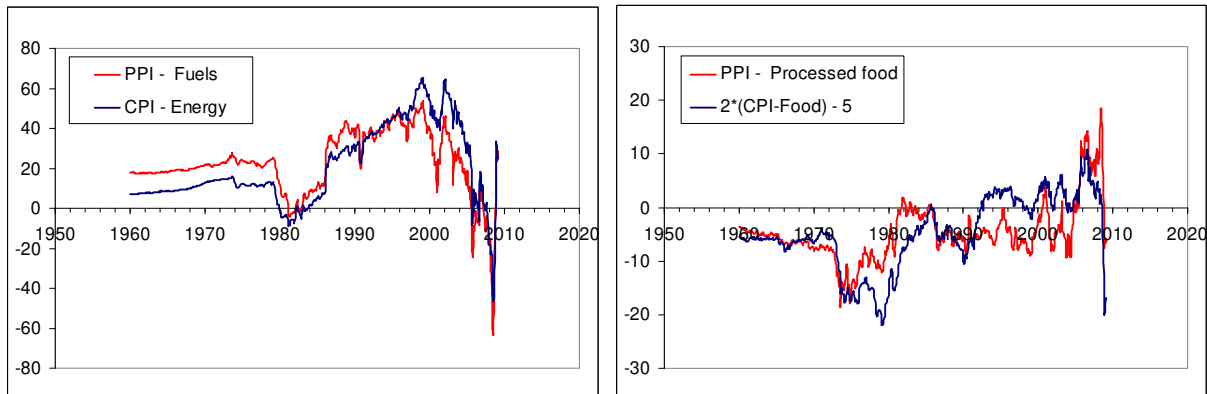 80
60
40
20
0
-20
-40
-60
-80
1950 1960 1970 1980 1990 2000 2010 2020
PPI - Fuels
CPI - Energy
30
20
10
0
-10
-20
-30
1950 1960 1970 1980 1990 2000 2010 2020
PPI - Processed food
2*(CPI-Food) - 5